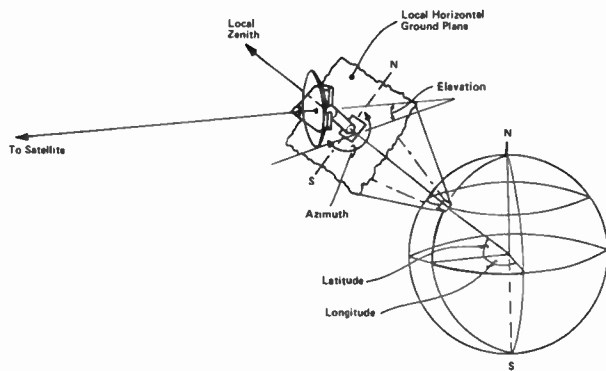 Local
Zenith
Local Horizontal
Ground Plane
N
Elevation
To Satellite
S
Azimuth
N
Latitude
Longitude
S